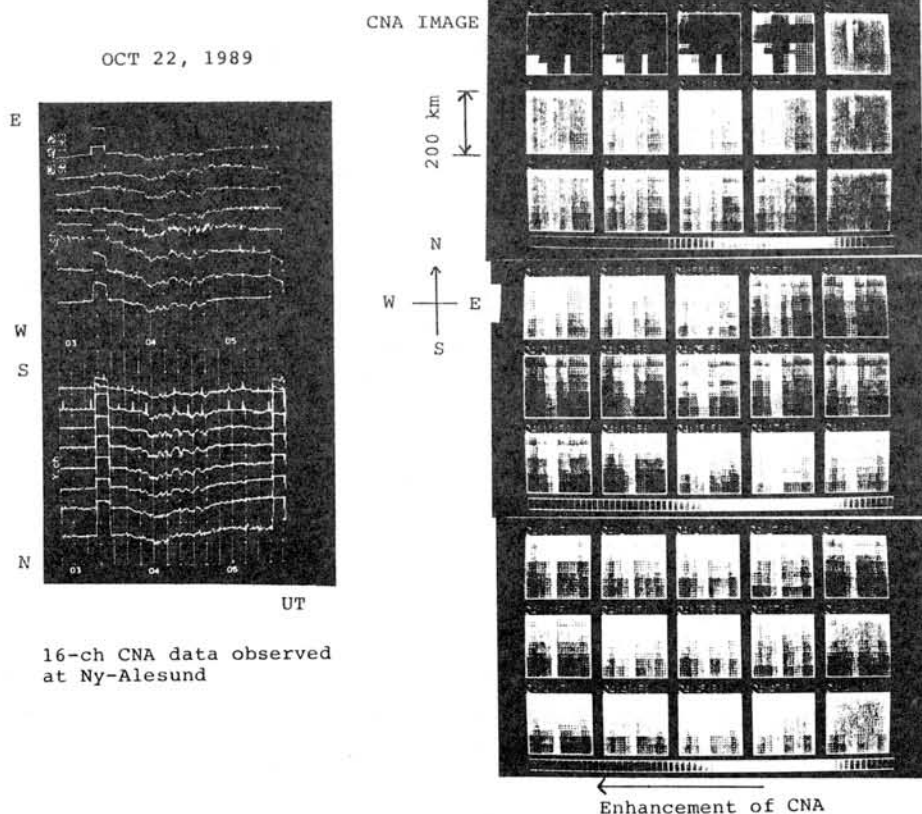 OCT 22, 1989
E
W
03 04 05
S
N
03 04 05
UT
16-ch CNA data observed
at Ny-Alesund
CNA IMAGE
200 km
N
W E
S
Enhancement of CNA